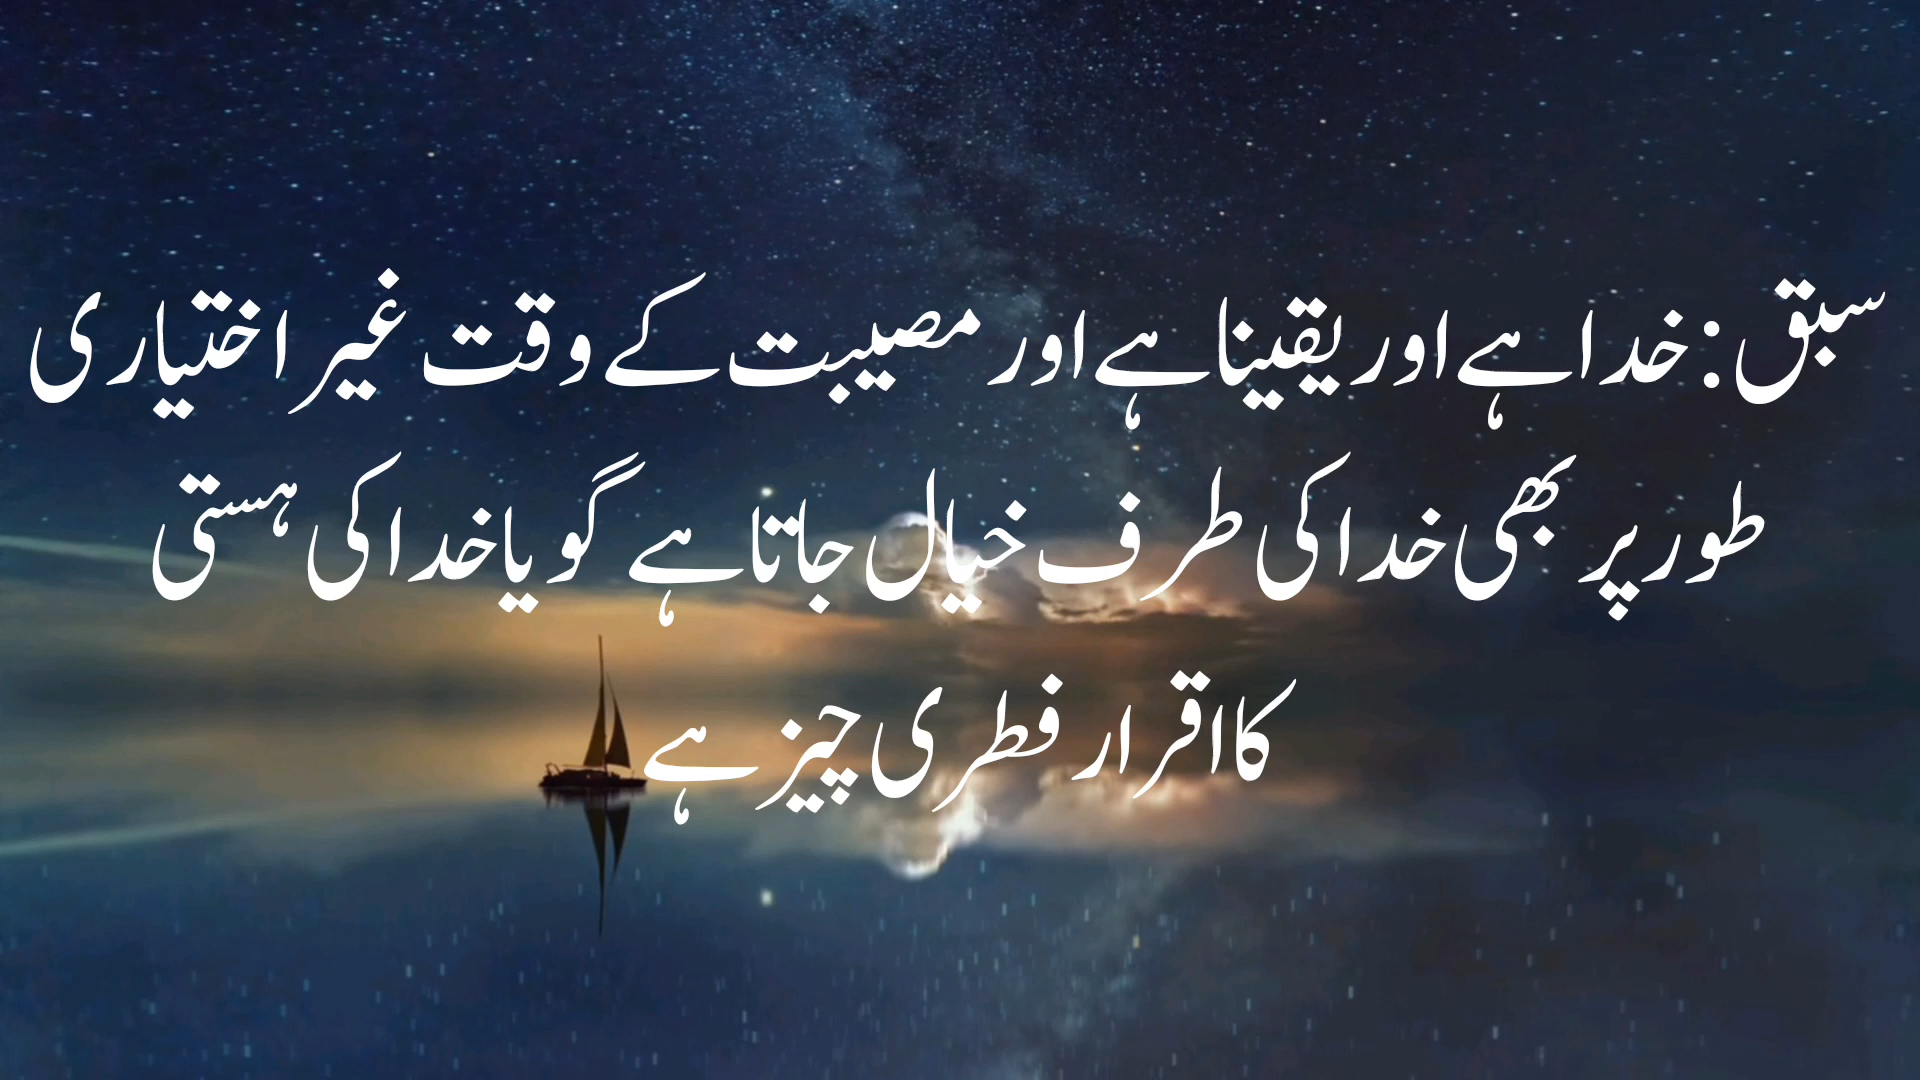 سبق: خدا ہے اور یقینا ہے اور مصیبت کے وقت غیر اختیاری
طور پر بھی خدا کی طرف خیال جاتا ہے گویا خدا کی ہستی
کا اقرار فطری چیز ہے